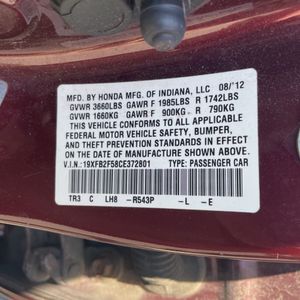 MFD. BY HONDA MFG. OF INDIANA, LLC 08/'12
GVWR 3660LBS GAWR F 1985LBS R 1742LBS
GVWR 1660KG GAWR F 900KG R 790KG
THIS VEHICLE CONFORMS TO ALL APPLICABLE
FEDERAL MOTOR VEHICLE SAFETY, BUMPER,
AND THEFT PREVENTION STANDARDS IN
EFFECT ON THE DATE OF MANUFACTURE
SHOWN ABOVE.
V.I.N.: 19XFB2F58CE372801 TYPE: PASSENGER CAR
TR3 C LH8 -R543P -L -E